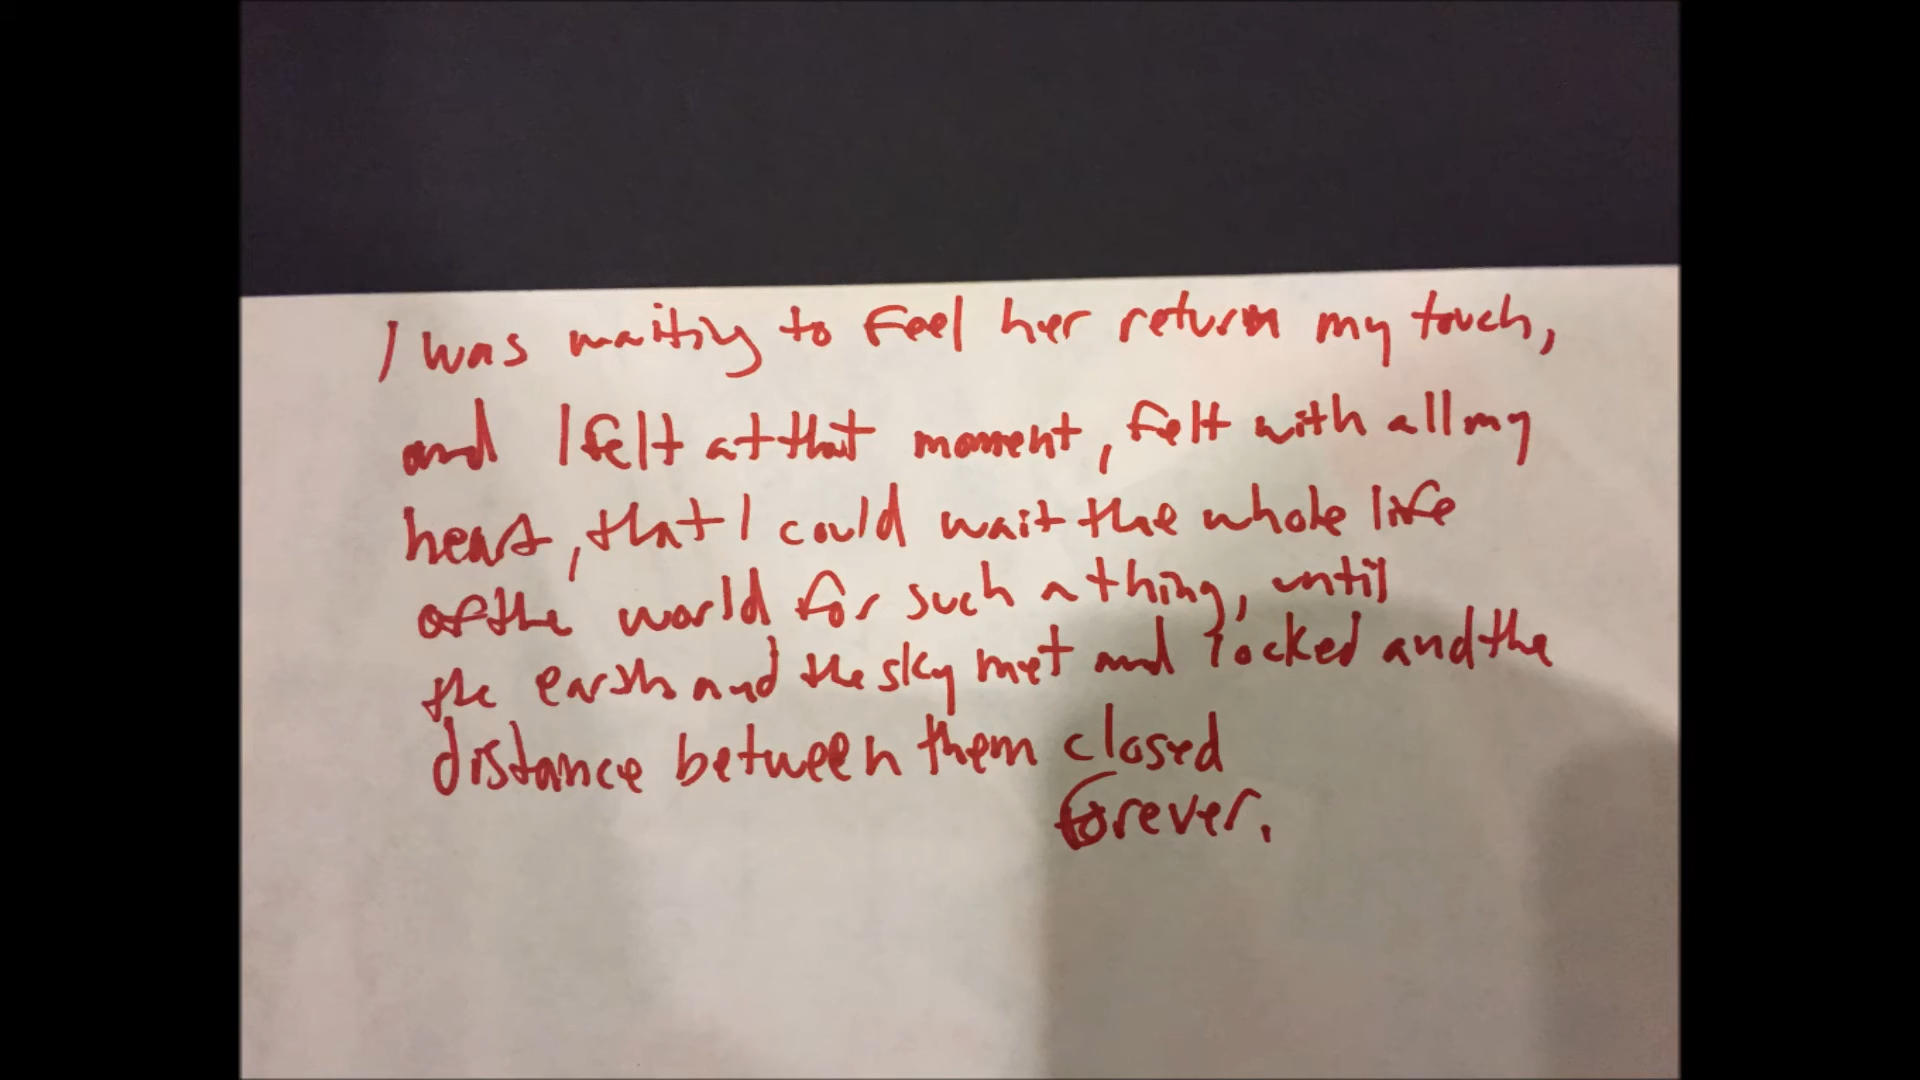 I was waiting to feel her return my touch,
and I felt at that moment, felt with all my
heart, that I could wait the whole life
of the world for such a thing, until
the earth and the sky met and locked and the
distance between them closed
forever.